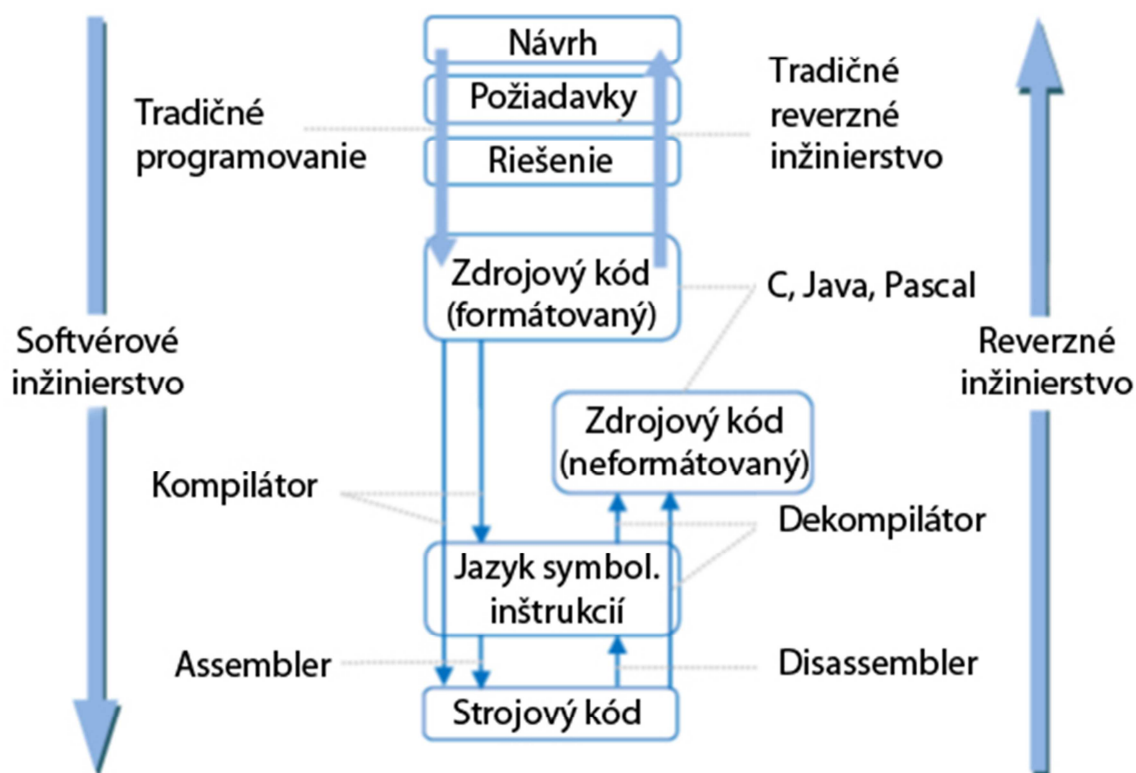 Návrh
Požiadavky
Riešenie
Tradičné
programovanie
Tradičné
reverzné
inžinierstvo
Zdrojový kód
(formátovaný)
C, Java, Pascal
Softvérové
inžinierstvo
Reverzné
inžinierstvo
Zdrojový kód
(neformátovaný)
Kompilátor
Dekompilátor
Jazyk symbol.
inštrukcií
Assembler
Disassembler
Strojový kód